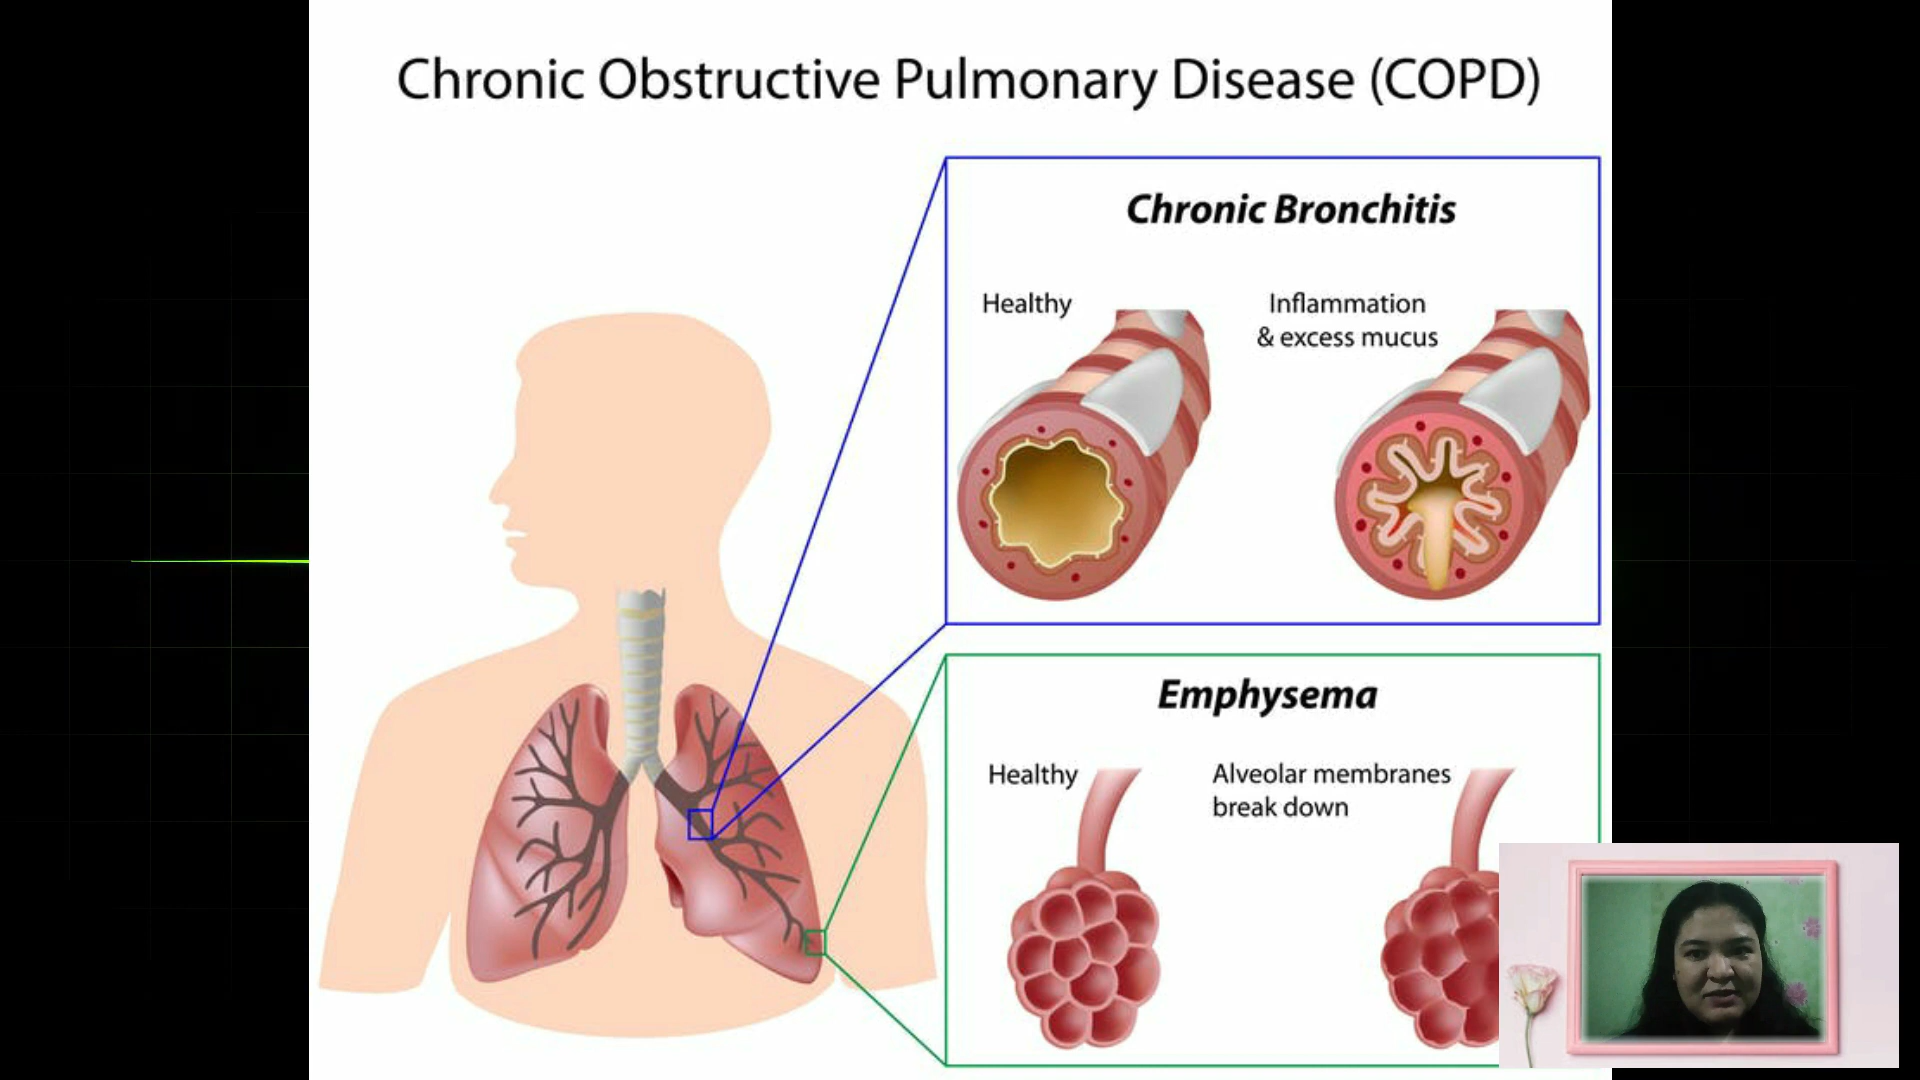 Chronic Obstructive Pulmonary Disease (COPD)
Chronic Bronchitis
Healthy
Inflammation
& excess mucus
Emphysema
Healthy
Alveolar membranes
break down